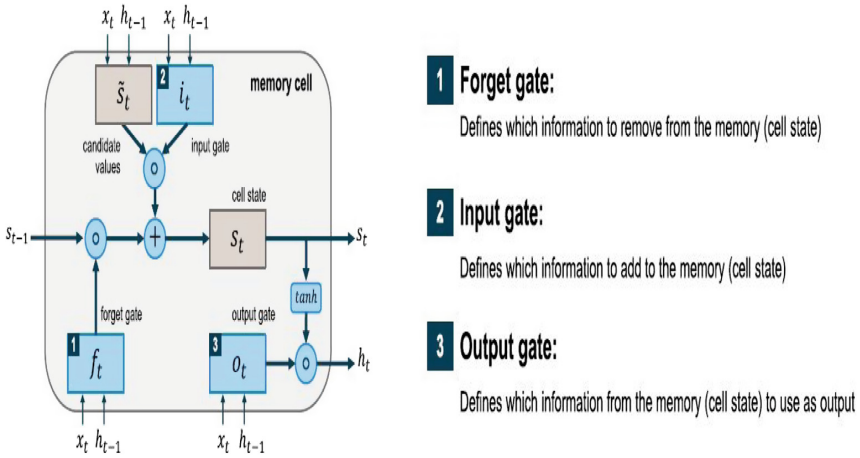 x_t h_{t-1} x_t h_{t-1}
memory cell
s̃_t
2 i_t
candidate values
input gate
cell state
s_{t-1}
∘
∘
+
S_t
s_t
tanh
forget gate
output gate
1 f_t
3 o_t
∘
h_t
x_t h_{t-1} x_t h_{t-1}
1 Forget gate:
Defines which information to remove from the memory (cell state)
2 Input gate:
Defines which information to add to the memory (cell state)
3 Output gate:
Defines which information from the memory (cell state) to use as output